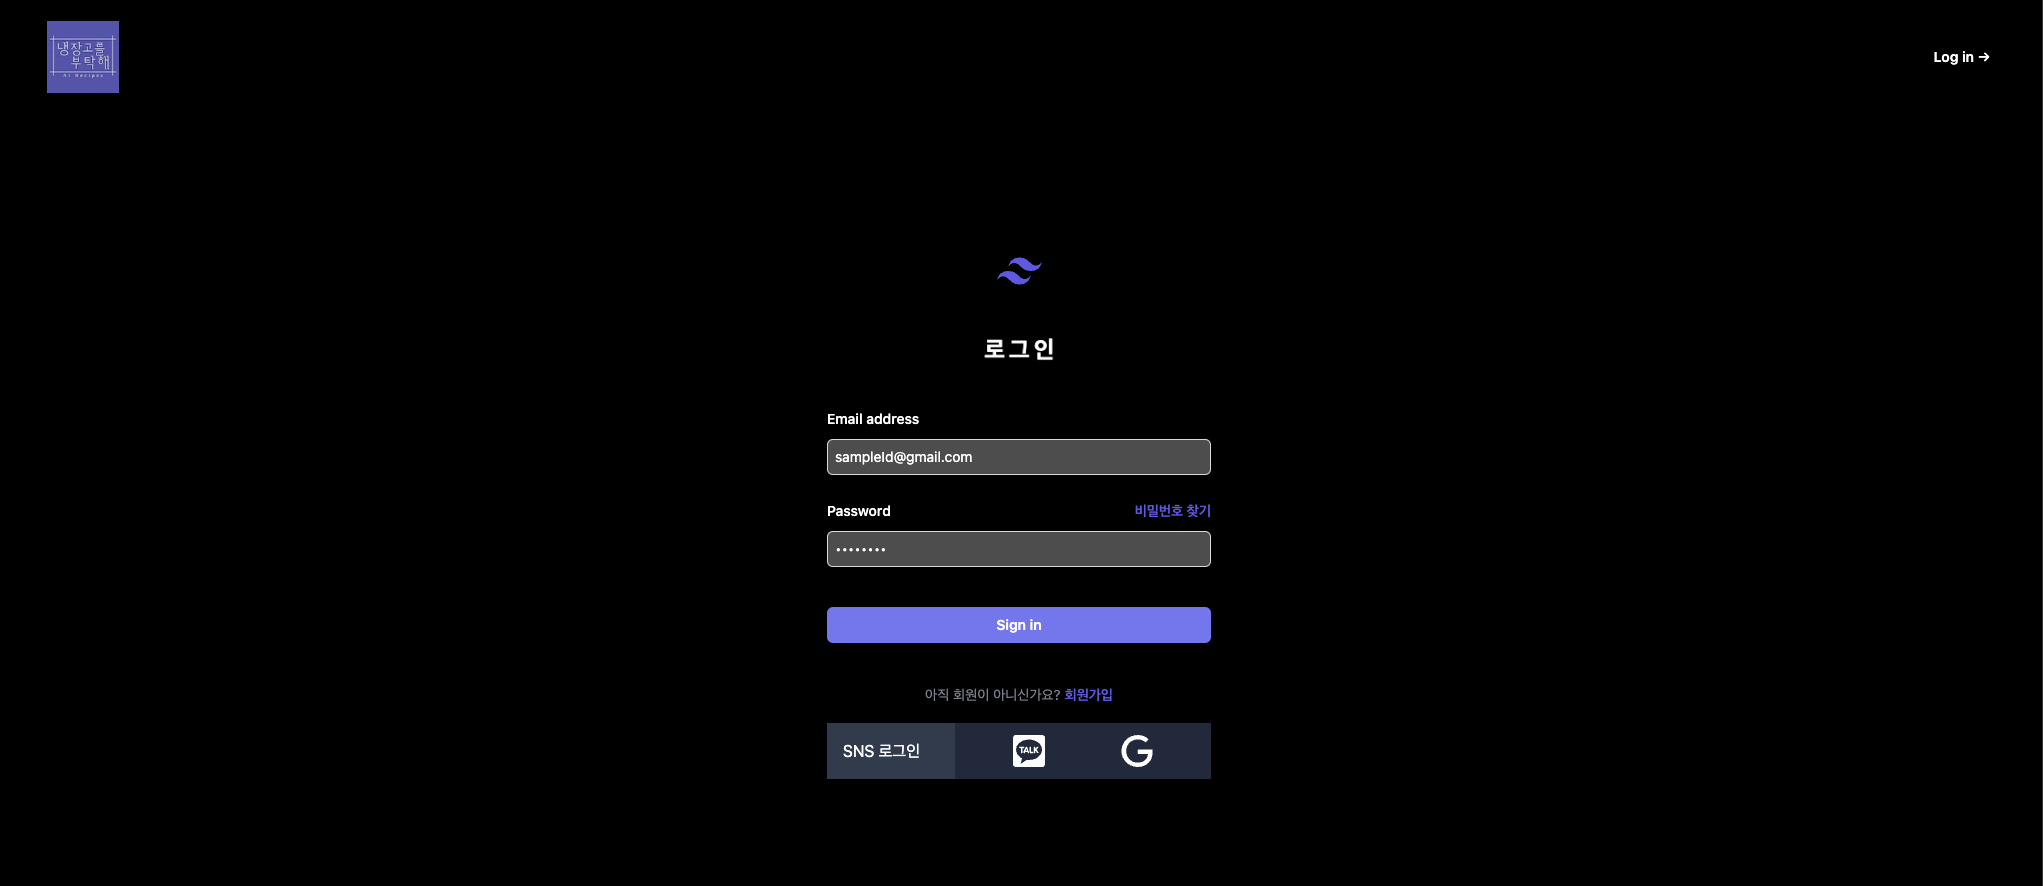 냉장고를
부탁해
AI Recipes
Log in →
로그인
Email address
sampleId@gmail.com
Password
비밀번호 찾기
••••••••
Sign in
아직 회원이 아니신가요? 회원가입
SNS 로그인
TALK
G